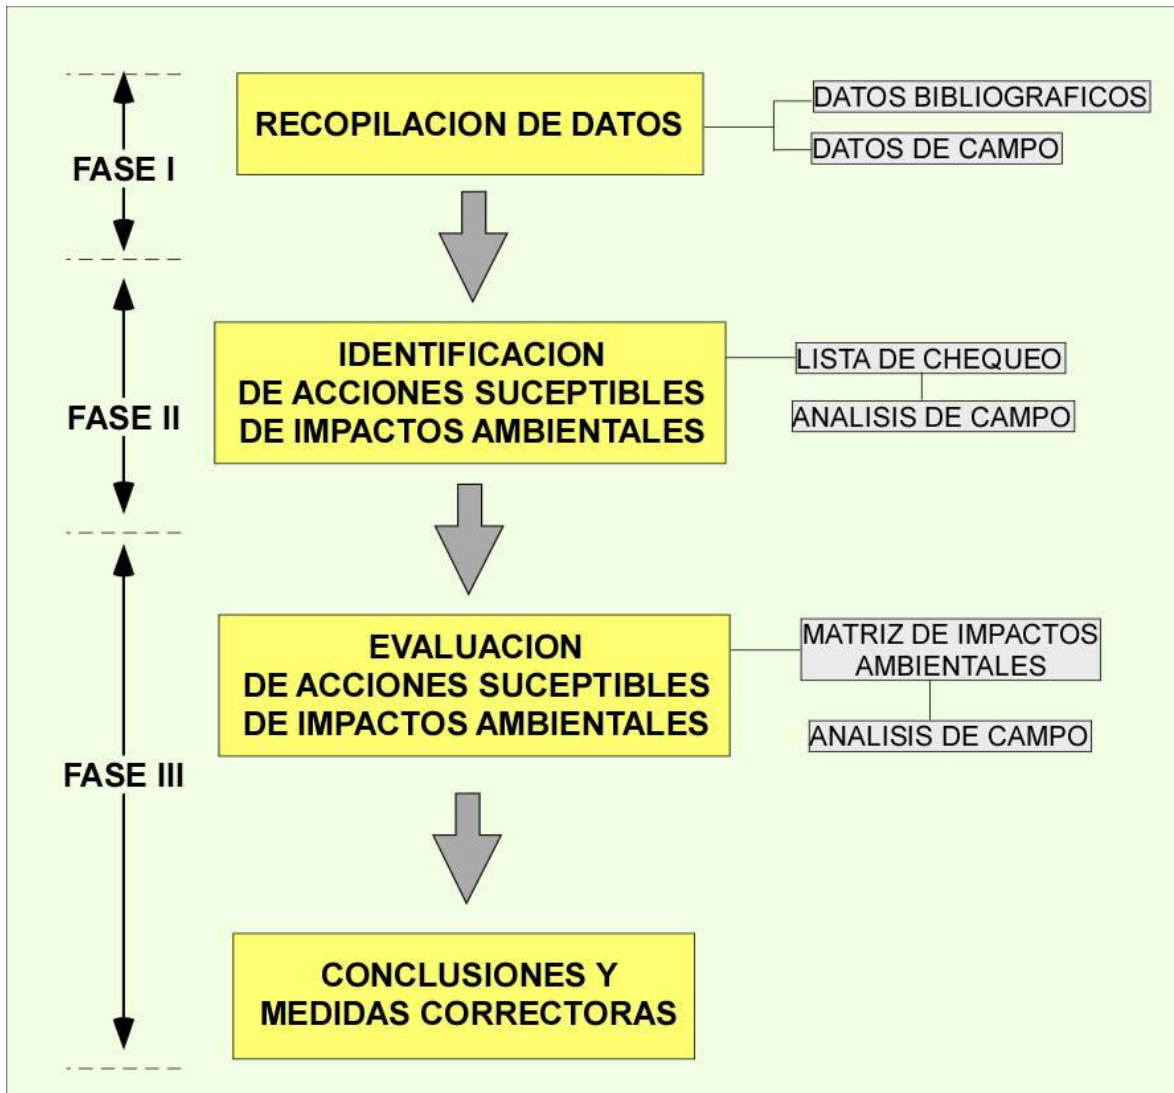 FASE I
RECOPILACION DE DATOS
DATOS BIBLIOGRAFICOS
DATOS DE CAMPO
FASE II
IDENTIFICACION
DE ACCIONES SUCEPTIBLES
DE IMPACTOS AMBIENTALES
LISTA DE CHEQUEO
ANALISIS DE CAMPO
FASE III
EVALUACION
DE ACCIONES SUCEPTIBLES
DE IMPACTOS AMBIENTALES
MATRIZ DE IMPACTOS
AMBIENTALES
ANALISIS DE CAMPO
CONCLUSIONES Y
MEDIDAS CORRECTORAS